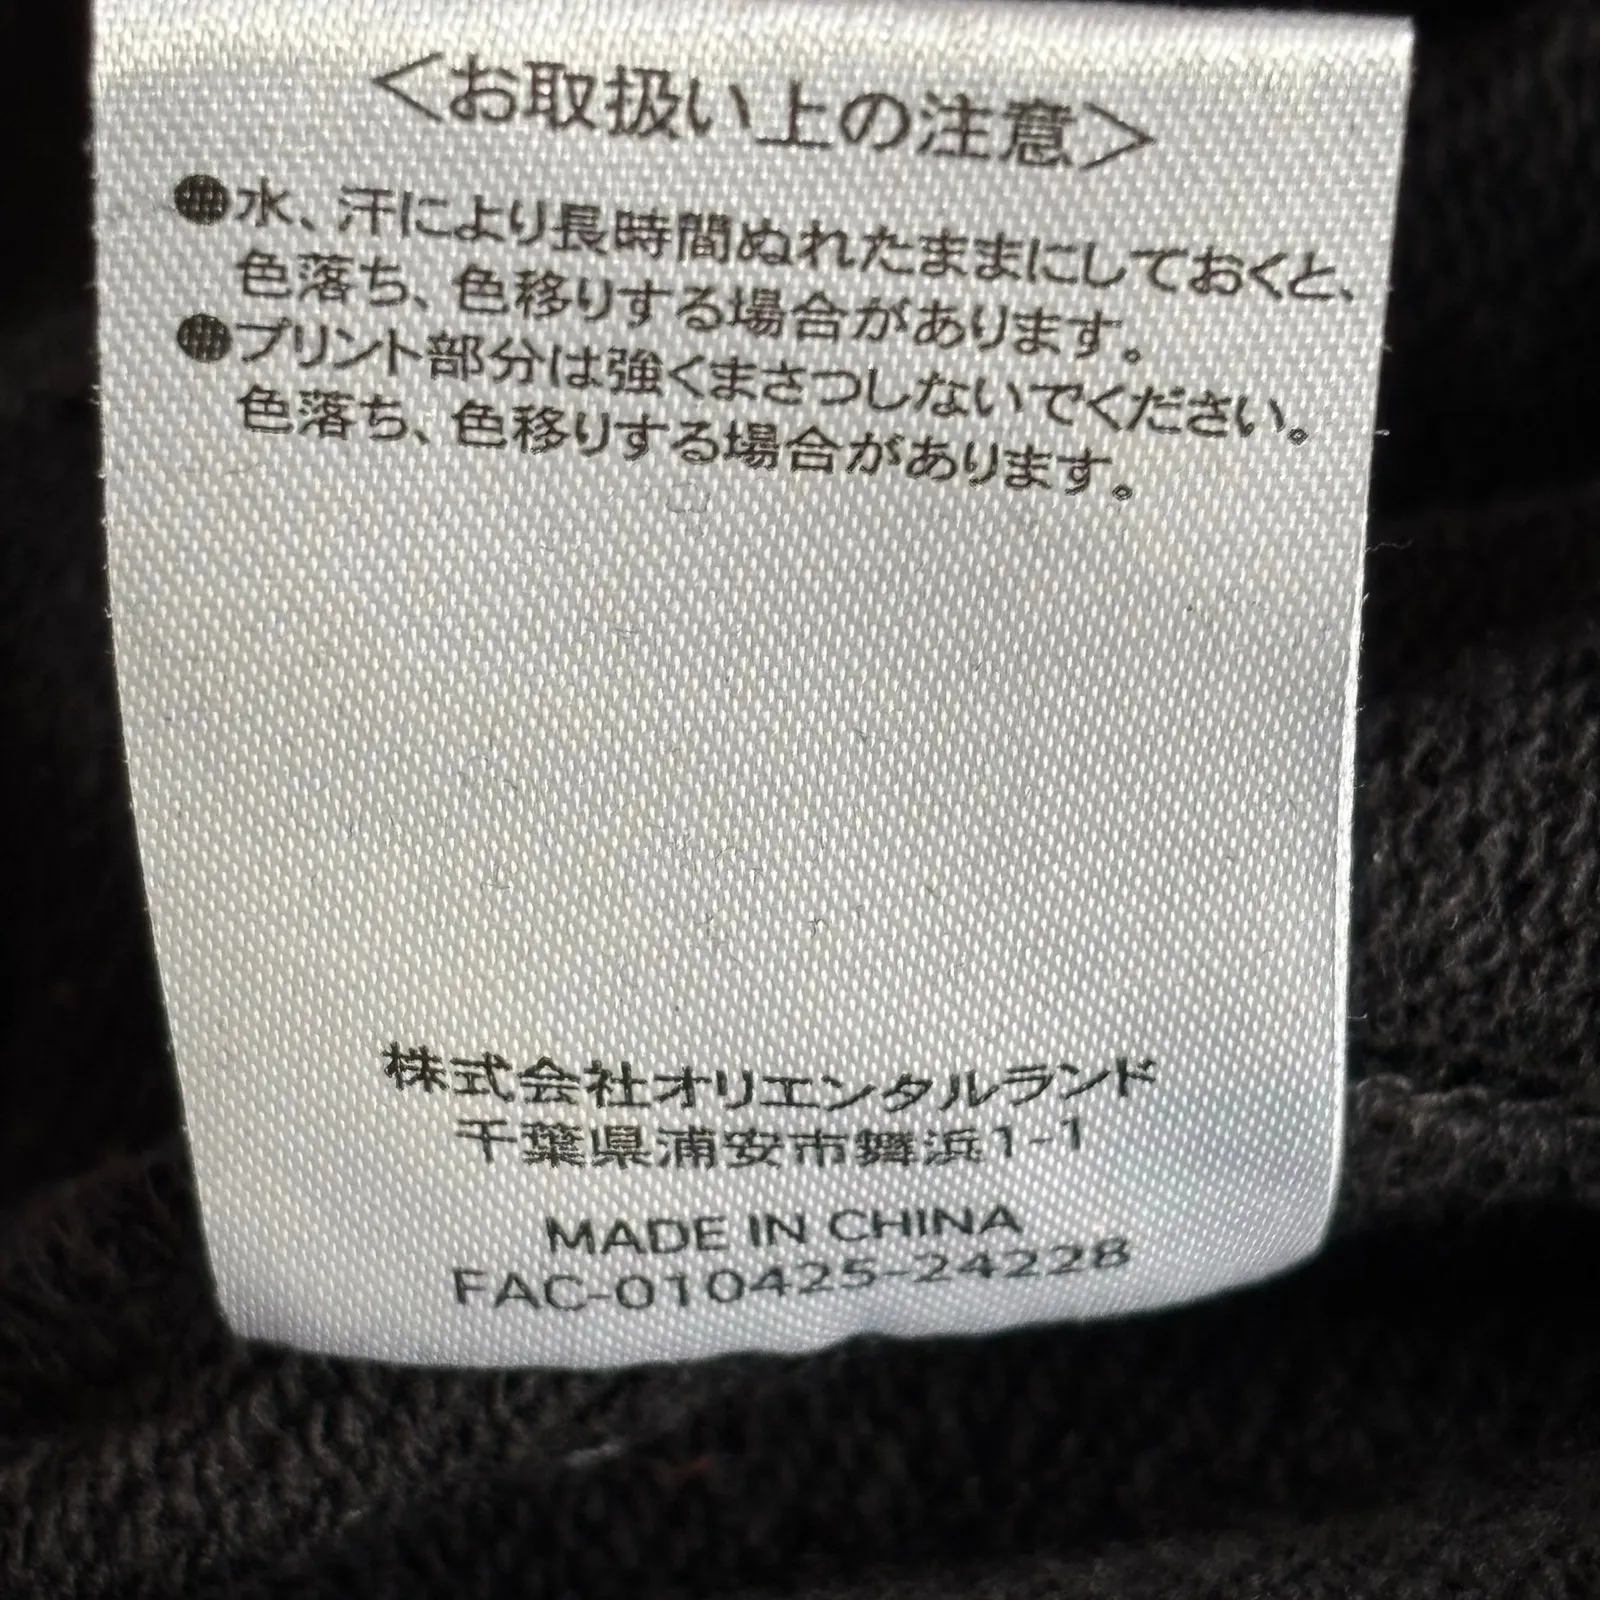 ＜お取扱い上の注意＞
●水、汗により長時間ぬれたままにしておくと、
色落ち、色移りする場合があります。
●プリント部分は強くまさつしないでください。
色落ち、色移りする場合があります。
株式会社オリエンタルランド
千葉県浦安市舞浜1-1
MADE IN CHINA
FAC-010425-24228